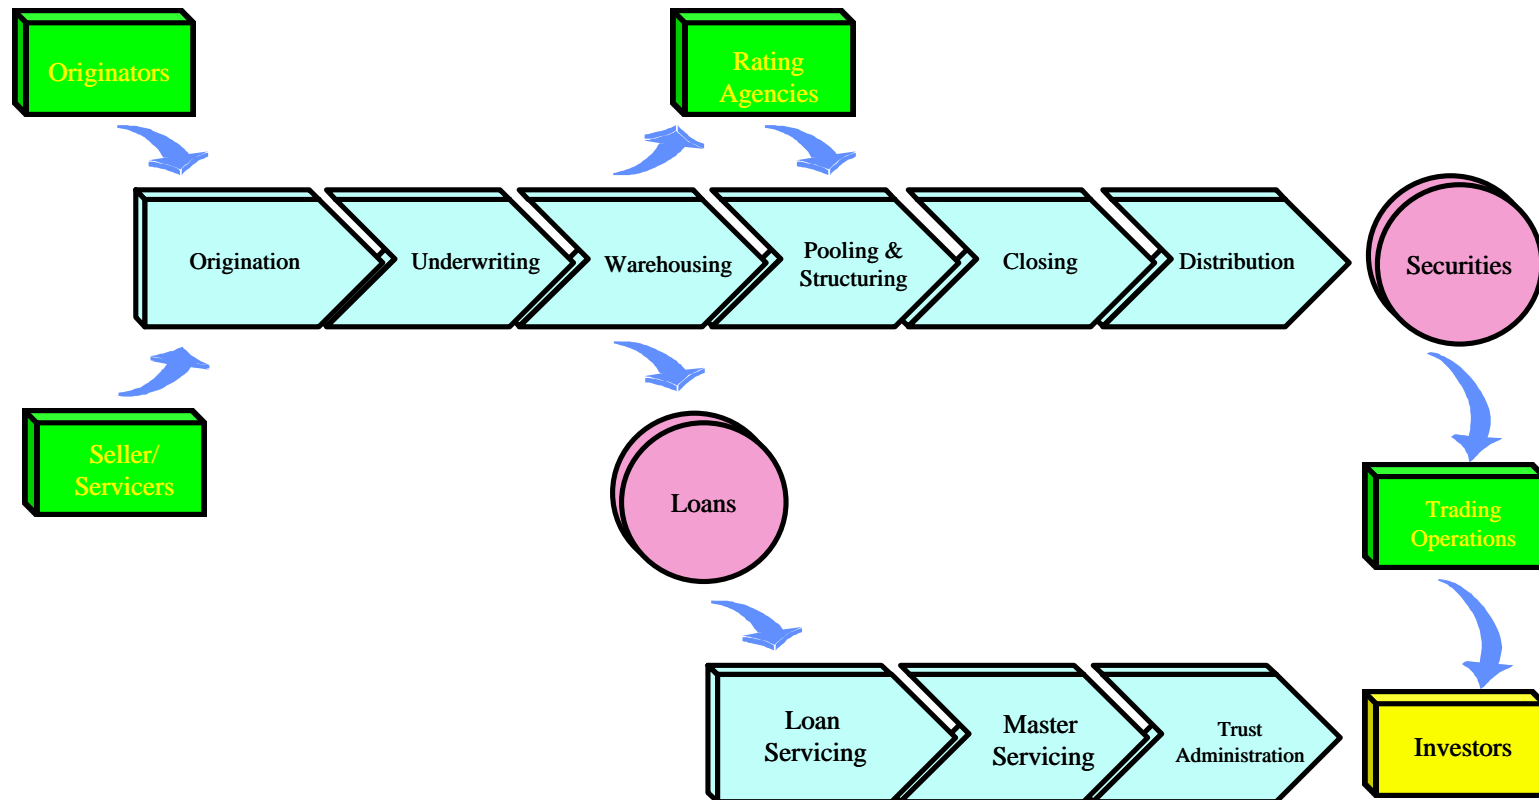 Originators
Rating
Agencies
Origination
Underwriting
Warehousing
Pooling &
Structuring
Closing
Distribution
Securities
Seller/
Servicers
Loans
Trading
Operations
Loan
Servicing
Master
Servicing
Trust
Administration
Investors